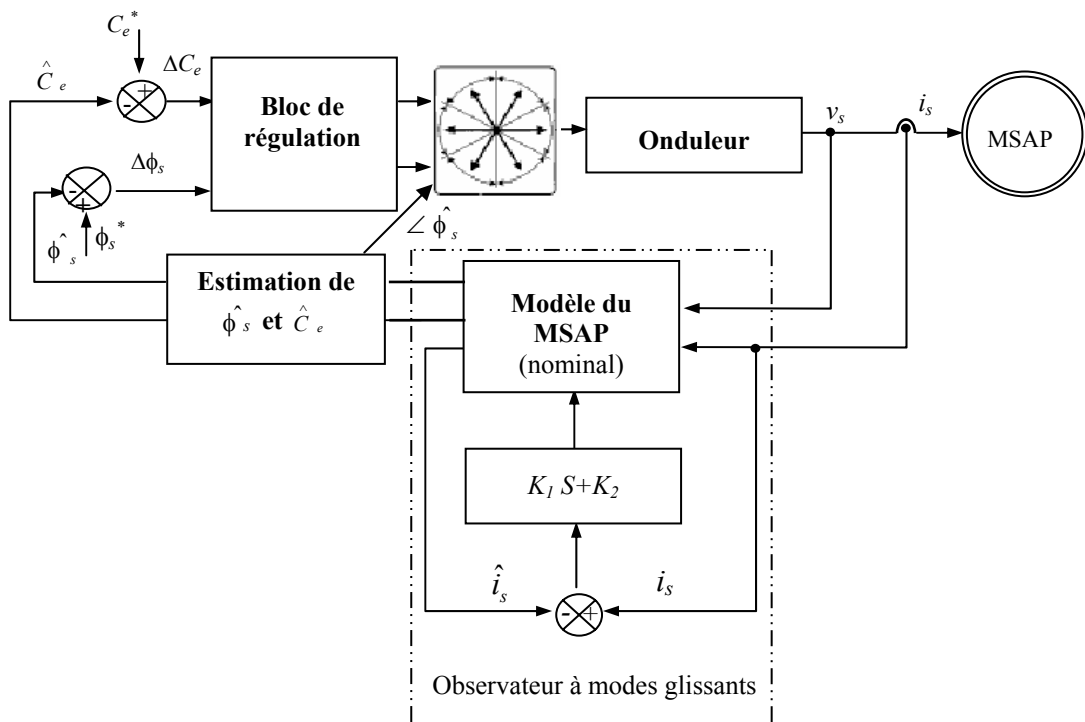 C_e^*
Ĉ_e
ΔC_e
+
-
Bloc de
régulation
Onduleur
v_s
i_s
MSAP
Δϕ_s
-
+
ϕ̂_s
ϕ_s^*
∠ ϕ̂_s
Estimation de
ϕ̂_s et Ĉ_e
Modèle du
MSAP
(nominal)
K_1 S+K_2
î_s
-
+
i_s
Observateur à modes glissants